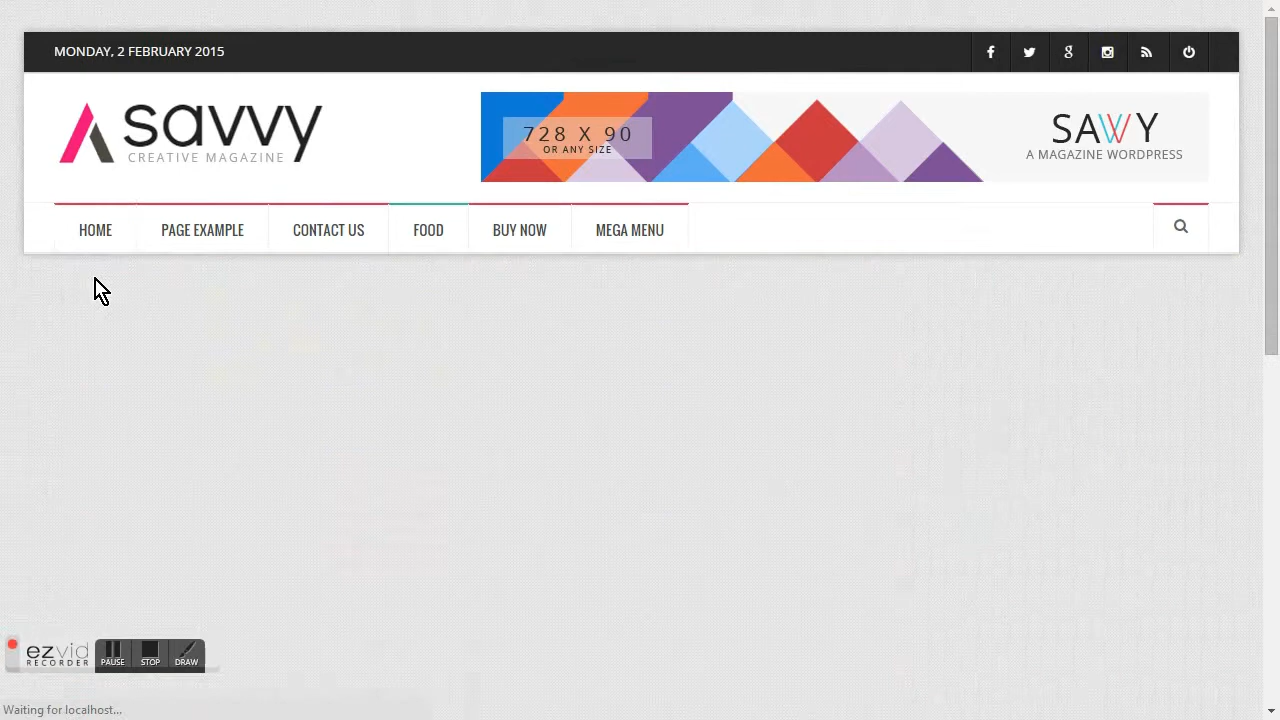 MONDAY, 2 FEBRUARY 2015
savvy
CREATIVE MAGAZINE
728 X 90
OR ANY SIZE
SAVVY
A MAGAZINE WORDPRESS
HOME
PAGE EXAMPLE
CONTACT US
FOOD
BUY NOW
MEGA MENU
ezvid
RECORDER
PAUSE
STOP
DRAW
Waiting for localhost...